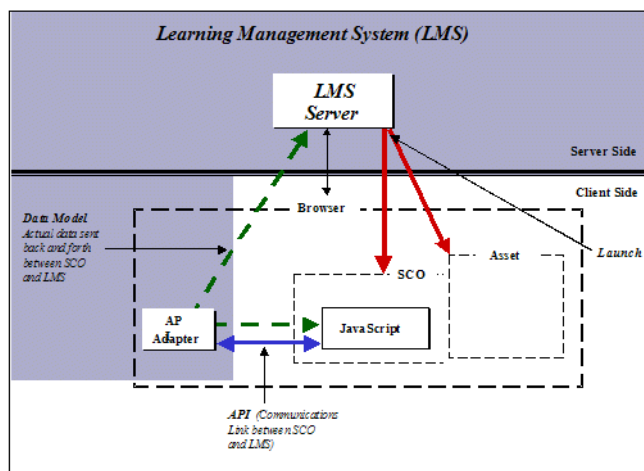 Learning Management System (LMS)
LMS
Server
Server Side
Client Side
Browser
Data Model
Actual data sent
back and forth
between SCO
and LMS
Launch
Asset
SCO
API
Adapter
JavaScript
API (Communications
Link between SCO
and LMS)